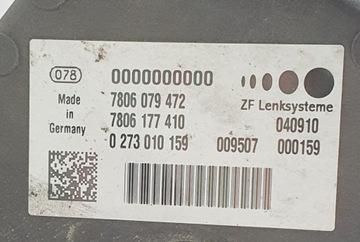 078 0000000000
Made in Germany
7806 079 472
7806 177 410
0 273 010 159
ZF Lenksysteme
040910
009507 000159